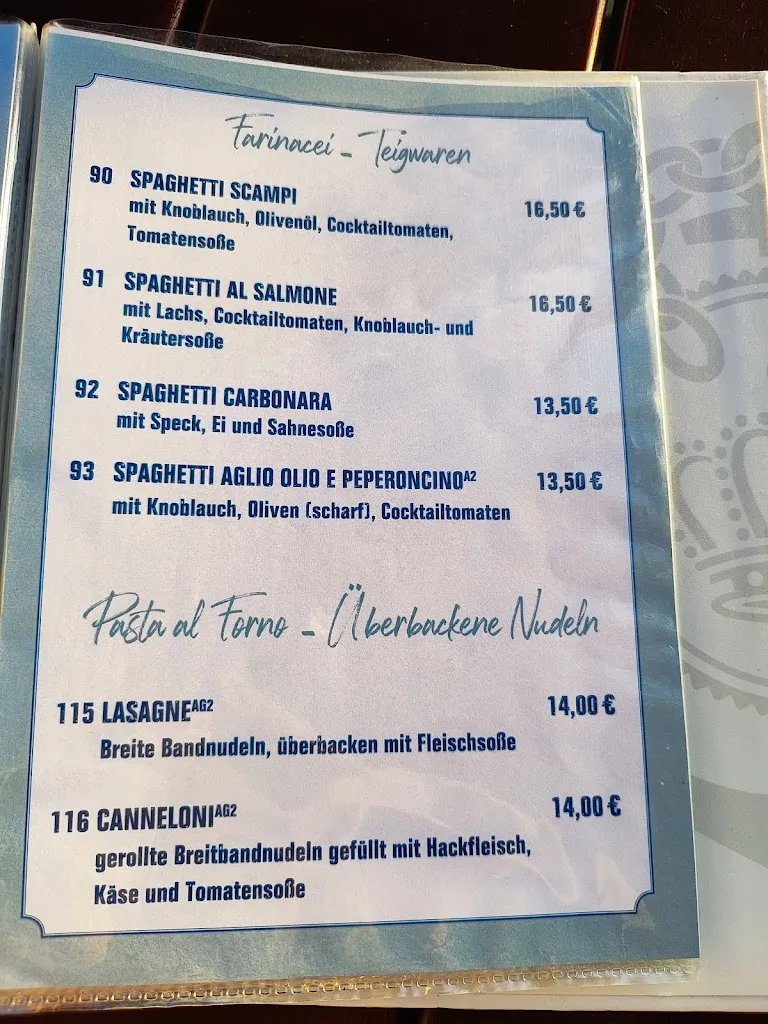 Farinacei - Teigwaren
90 SPAGHETTI SCAMPI 16,50 €
mit Knoblauch, Olivenöl, Cocktailtomaten,
Tomatensoße
91 SPAGHETTI AL SALMONE 16,50 €
mit Lachs, Cocktailtomaten, Knoblauch- und
Kräutersoße
92 SPAGHETTI CARBONARA 13,50 €
mit Speck, Ei und Sahnesoße
93 SPAGHETTI AGLIO OLIO E PEPERONCINO A2 13,50 €
mit Knoblauch, Oliven (scharf), Cocktailtomaten
Pasta al Forno - Überbackene Nudeln
115 LASAGNE AG2 14,00 €
Breite Bandnudeln, überbacken mit Fleischsoße
116 CANNELONI AG2 14,00 €
gerollte Breitbandnudeln gefüllt mit Hackfleisch,
Käse und Tomatensoße